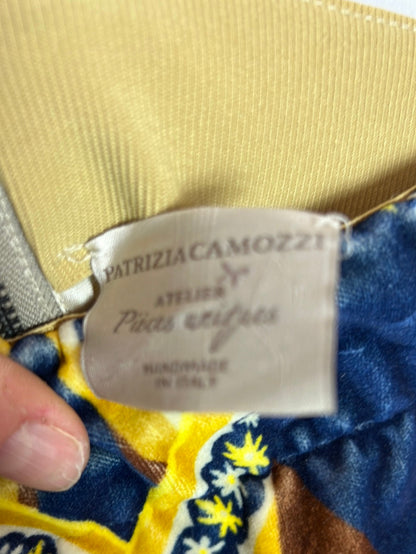 PATRIZIA CAMOZZI
ATELIER
Pièces uniques
HANDMADE
IN ITALY